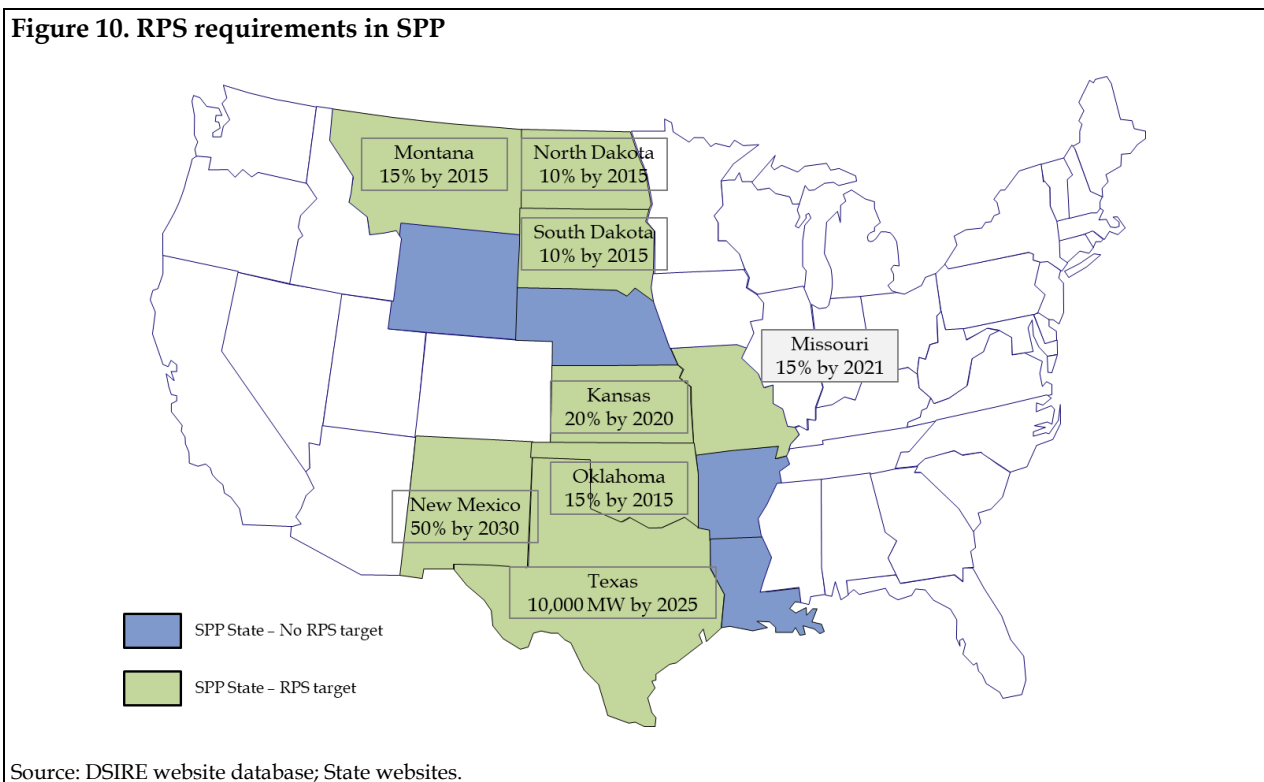 Figure 10. RPS requirements in SPP
Montana
15% by 2015
North Dakota
10% by 2015
South Dakota
10% by 2015
Missouri
15% by 2021
Kansas
20% by 2020
Oklahoma
15% by 2015
New Mexico
50% by 2030
Texas
10,000 MW by 2025
SPP State – No RPS target
SPP State – RPS target
Source: DSIRE website database; State websites.